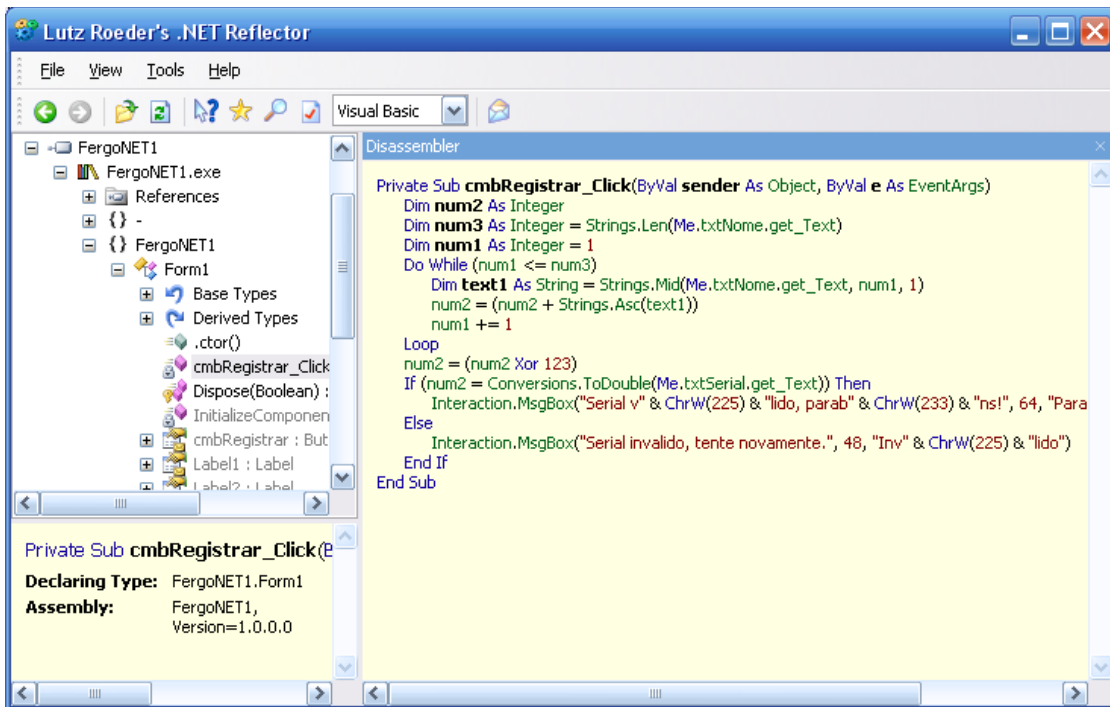 Lutz Roeder's .NET Reflector
File View Tools Help
Visual Basic
FergoNET1
FergoNET1.exe
References
{} -
{} FergoNET1
Form1
Base Types
Derived Types
.ctor()
cmbRegistrar_Click
Dispose(Boolean) :
InitializeComponen
cmbRegistrar : But
Label1 : Label
Label2 : Label
Private Sub cmbRegistrar_Click(B
Declaring Type: FergoNET1.Form1
Assembly: FergoNET1,
Version=1.0.0.0
Disassembler
Private Sub cmbRegistrar_Click(ByVal sender As Object, ByVal e As EventArgs)
Dim num2 As Integer
Dim num3 As Integer = Strings.Len(Me.txtNome.get_Text)
Dim num1 As Integer = 1
Do While (num1 <= num3)
Dim text1 As String = Strings.Mid(Me.txtNome.get_Text, num1, 1)
num2 = (num2 + Strings.Asc(text1))
num1 += 1
Loop
num2 = (num2 Xor 123)
If (num2 = Conversions.ToDouble(Me.txtSerial.get_Text)) Then
Interaction.MsgBox("Serial v" & ChrW(225) & "lido, parab" & ChrW(233) & "ns!", 64, "Para
Else
Interaction.MsgBox("Serial invalido, tente novamente.", 48, "Inv" & ChrW(225) & "lido")
End If
End Sub